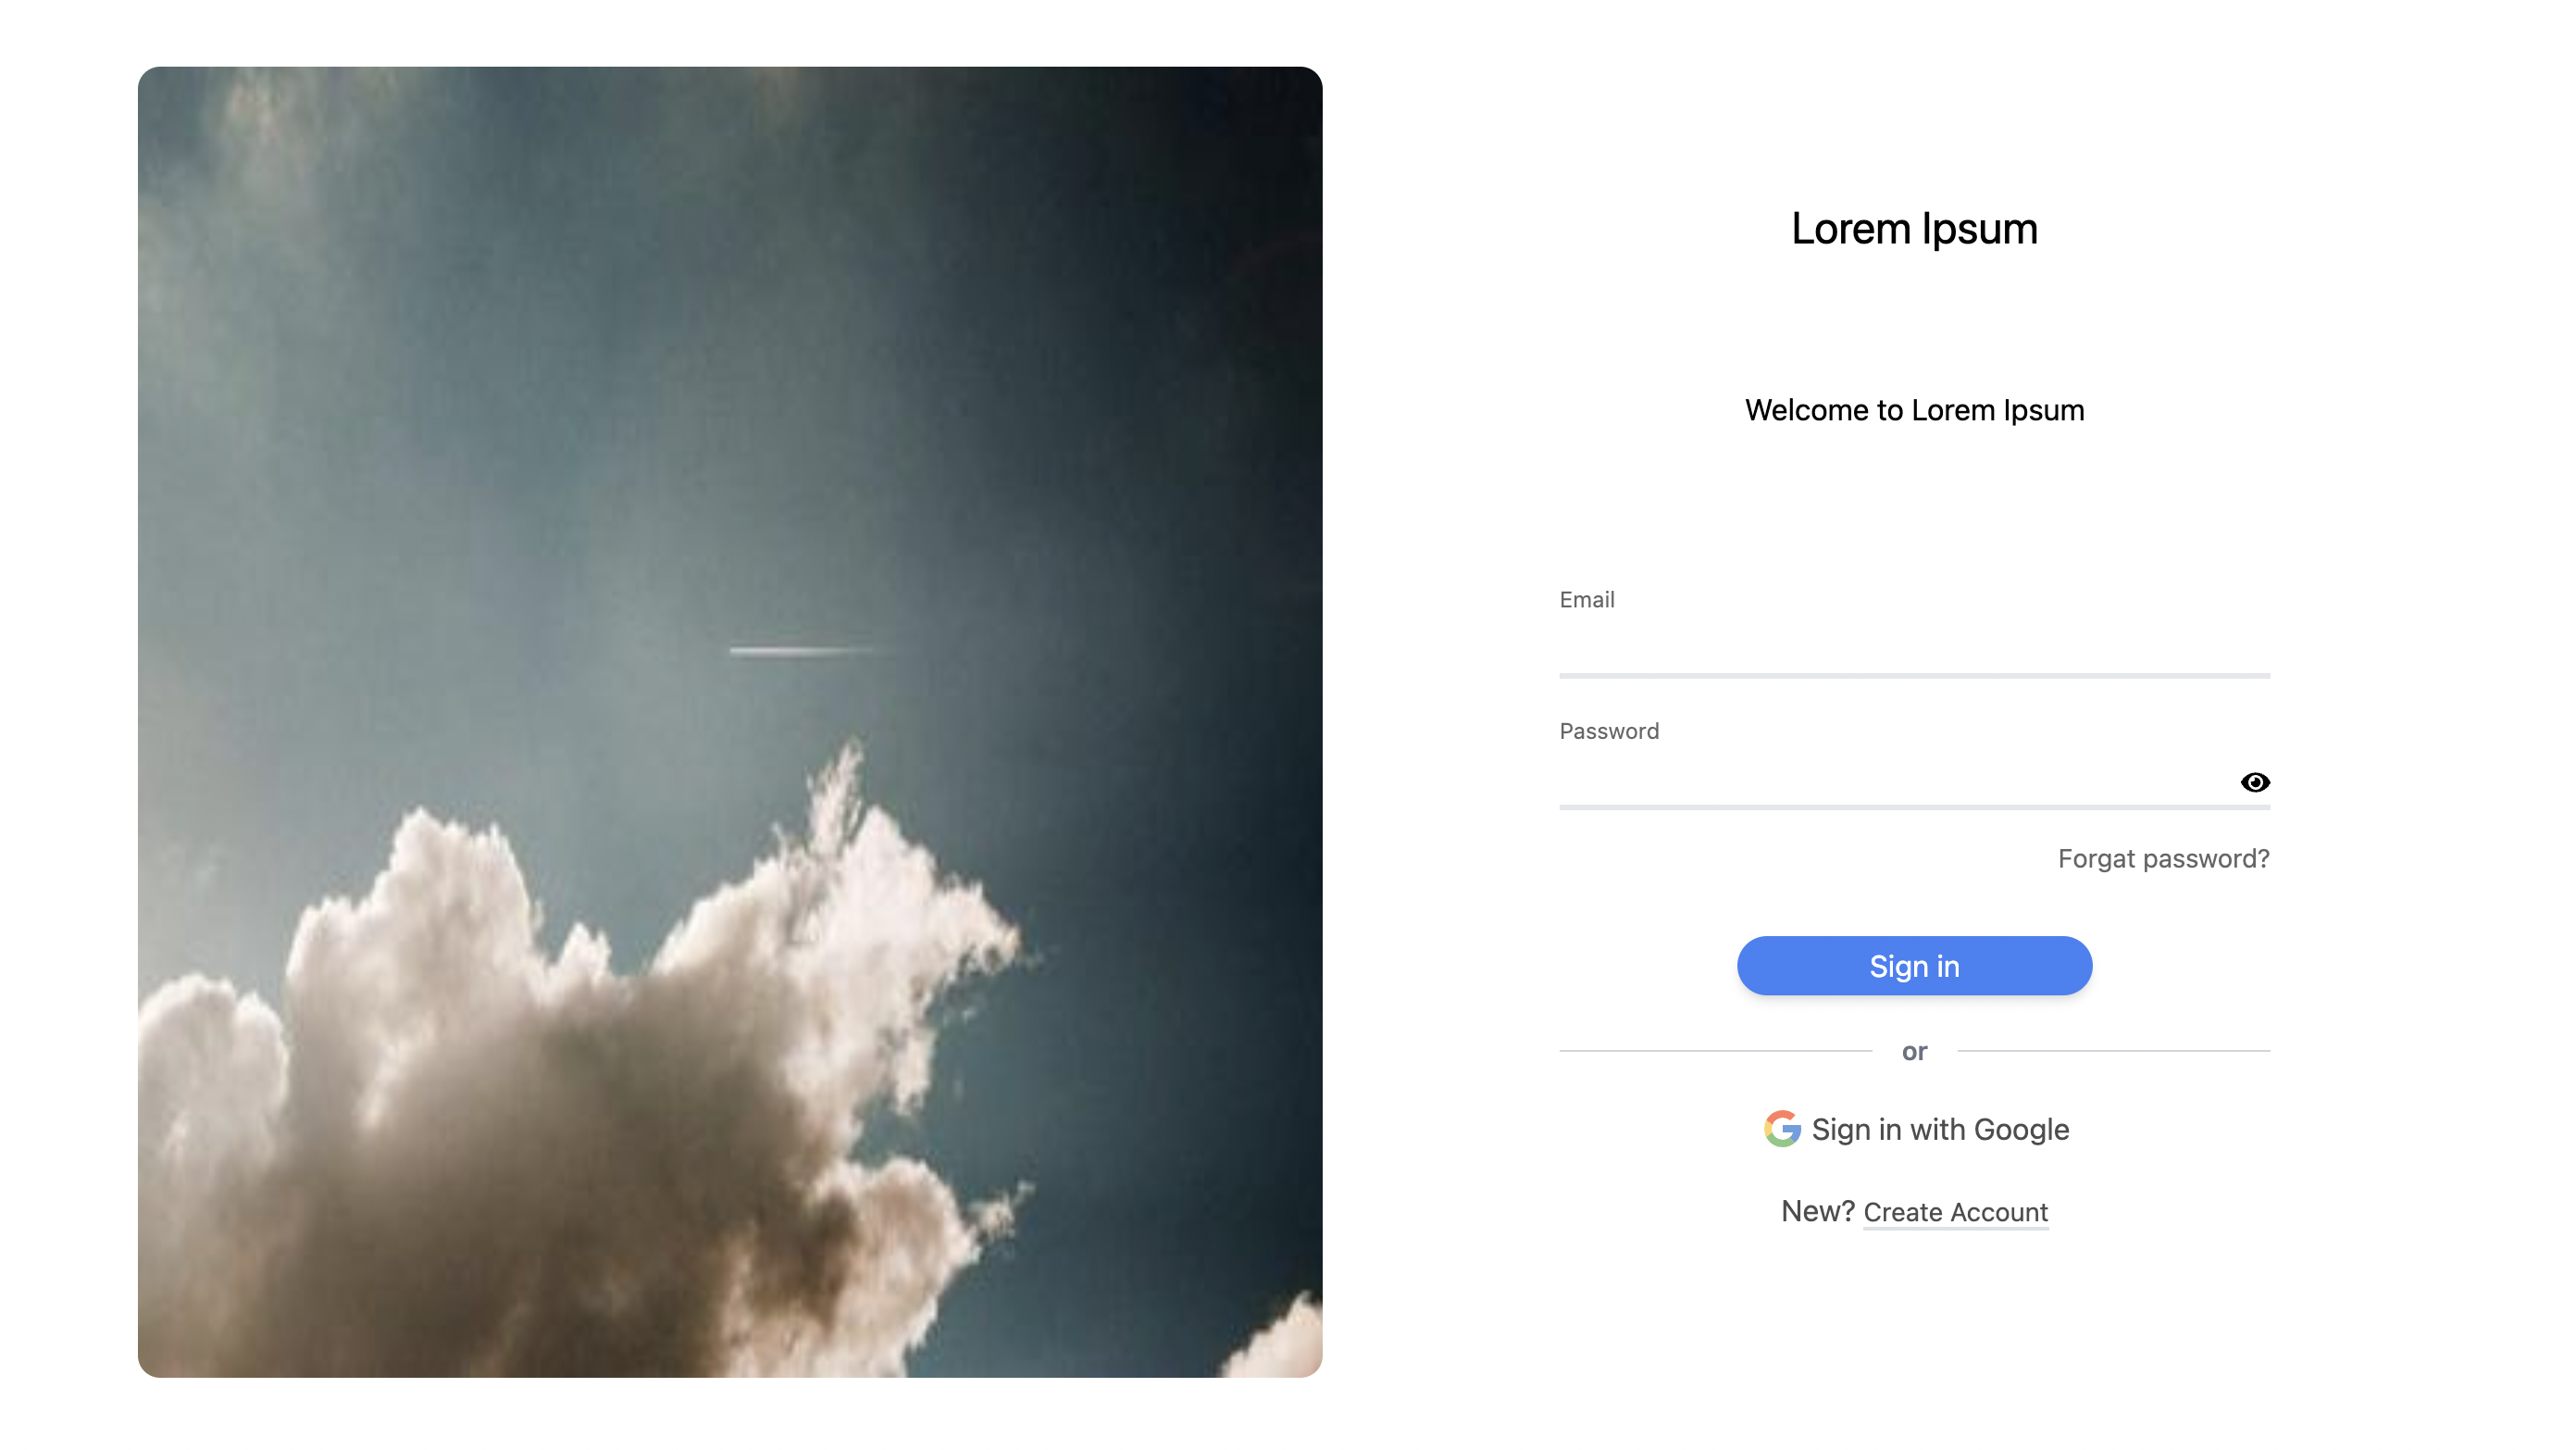 Lorem Ipsum
Welcome to Lorem Ipsum
Email
Password
Forgat password?
Sign in
or
Sign in with Google
New? Create Account